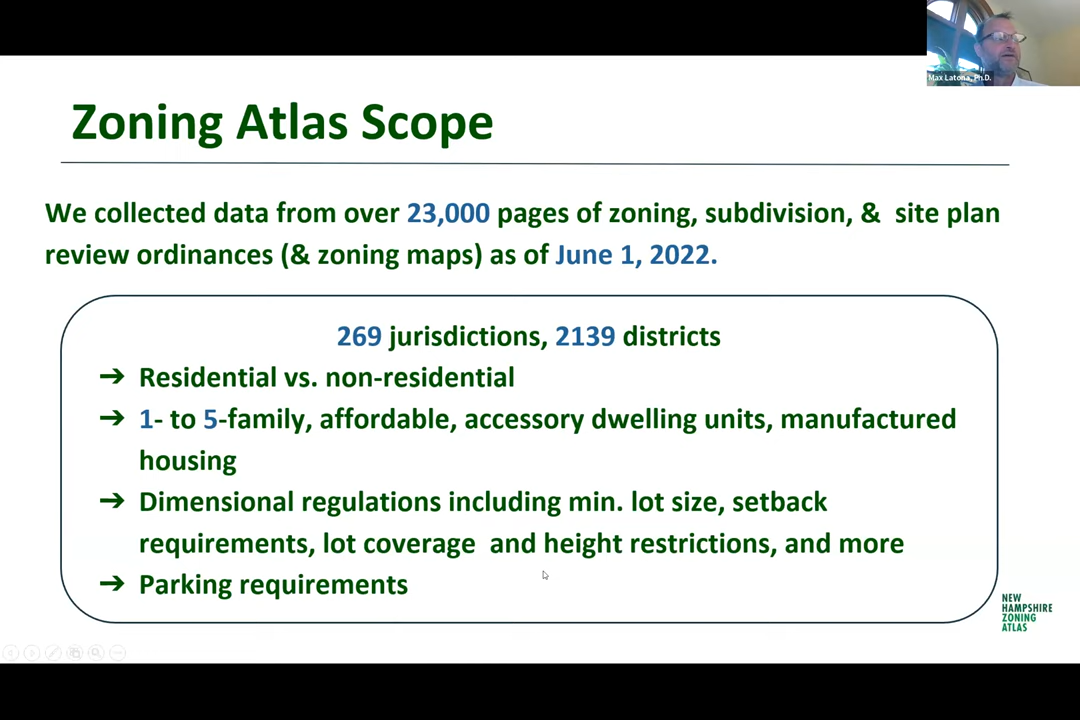 Max Latona, Ph.D.
Zoning Atlas Scope
We collected data from over 23,000 pages of zoning, subdivision, &  site plan
review ordinances (& zoning maps) as of June 1, 2022.
269 jurisdictions, 2139 districts
➔ Residential vs. non-residential
➔ 1- to 5-family, affordable, accessory dwelling units, manufactured
housing
➔ Dimensional regulations including min. lot size, setback
requirements, lot coverage  and height restrictions, and more
➔ Parking requirements
NEW
HAMPSHIRE
ZONING
ATLAS